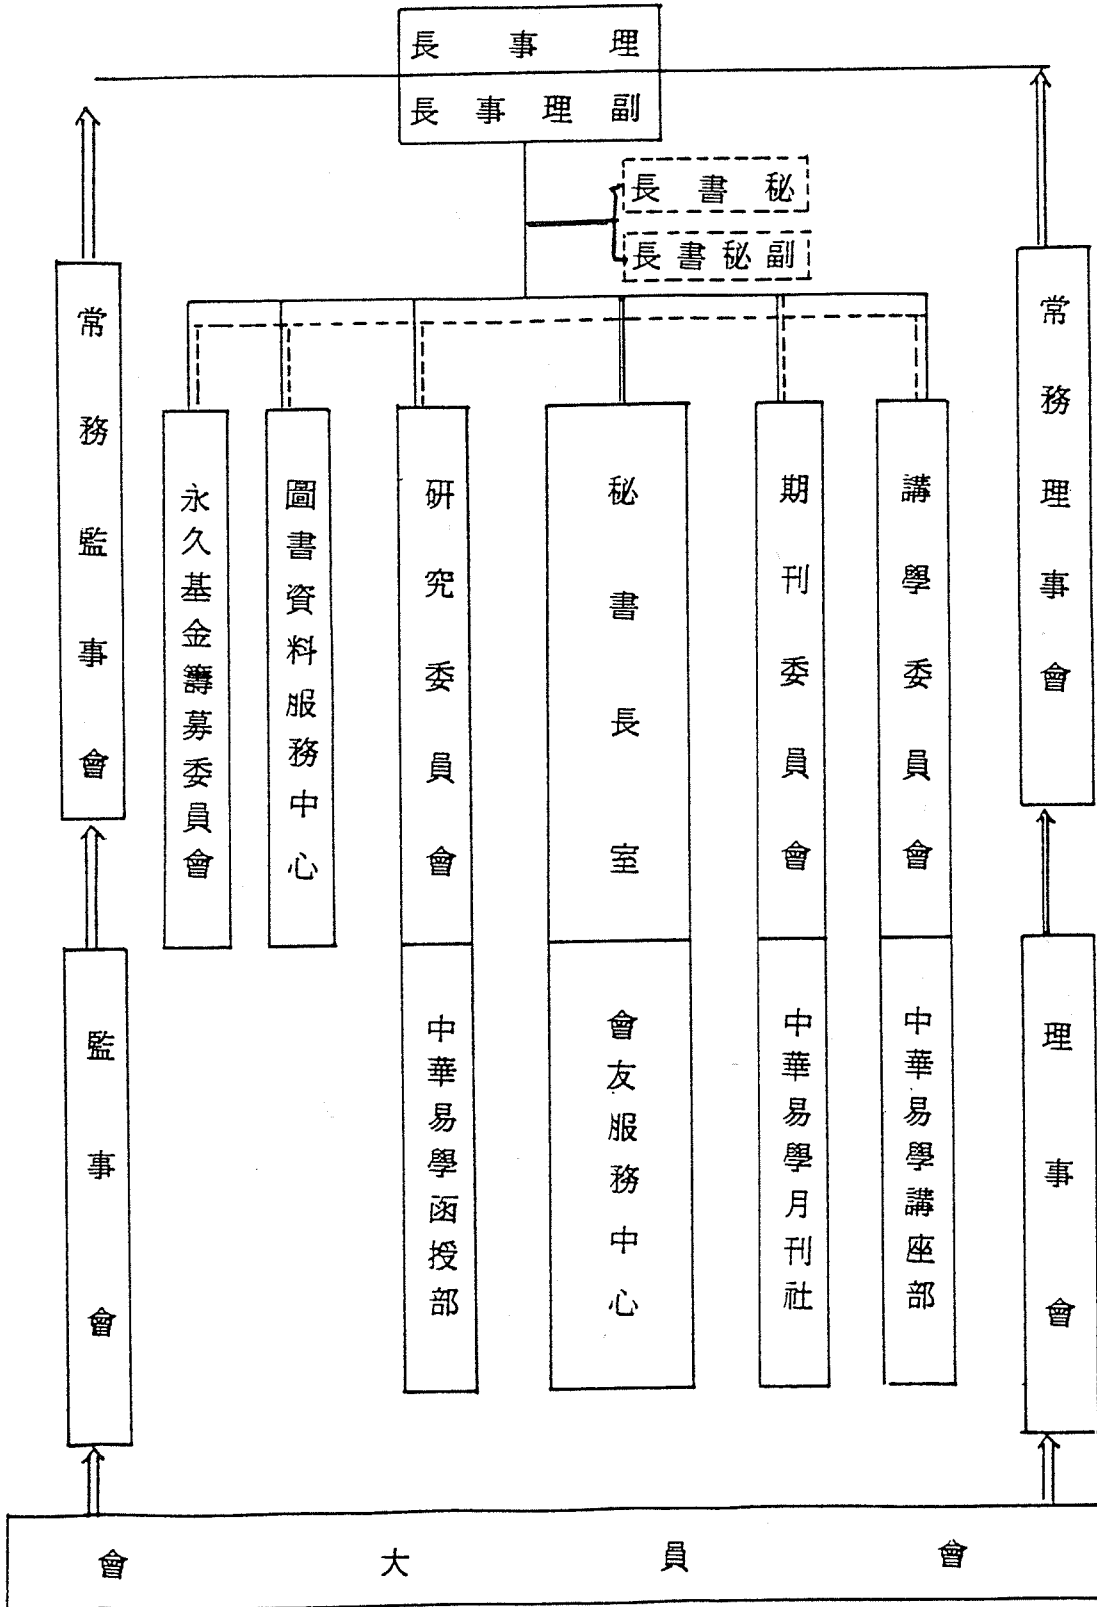 理事長
副理事長
秘書長
副秘書長
常務理事會
理事會
講學委員會
中華易學講座部
期刊委員會
中華易學月刊社
秘書長室
會友服務中心
研究委員會
中華易學函授部
圖書資料服務中心
永久基金籌募委員會
常務監事會
監事會
會員大會